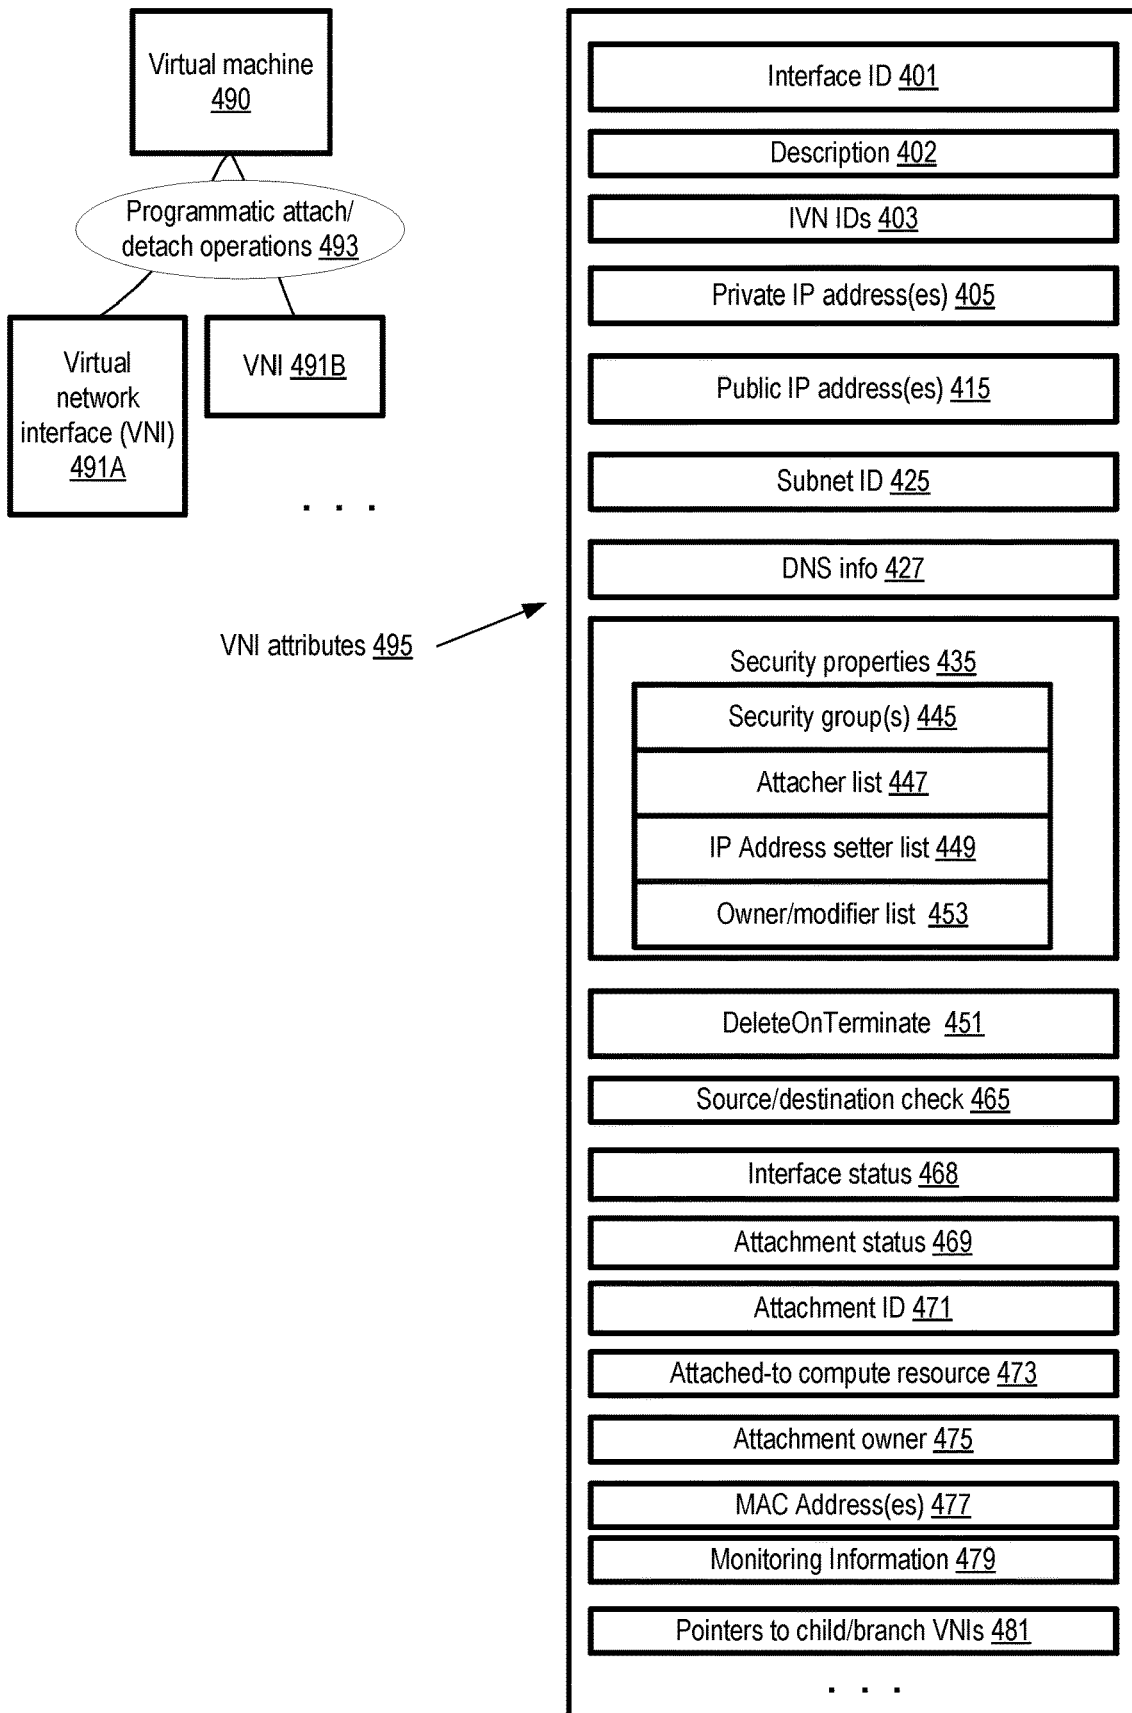 Virtual machine
490
Programmatic attach/
detach operations 493
Virtual
network
interface (VNI)
491A
VNI 491B
. . .
VNI attributes 495
Interface ID 401
Description 402
IVN IDs 403
Private IP address(es) 405
Public IP address(es) 415
Subnet ID 425
DNS info 427
Security properties 435
Security group(s) 445
Attacher list 447
IP Address setter list 449
Owner/modifier list 453
DeleteOnTerminate 451
Source/destination check 465
Interface status 468
Attachment status 469
Attachment ID 471
Attached-to compute resource 473
Attachment owner 475
MAC Address(es) 477
Monitoring Information 479
Pointers to child/branch VNIs 481
. . .